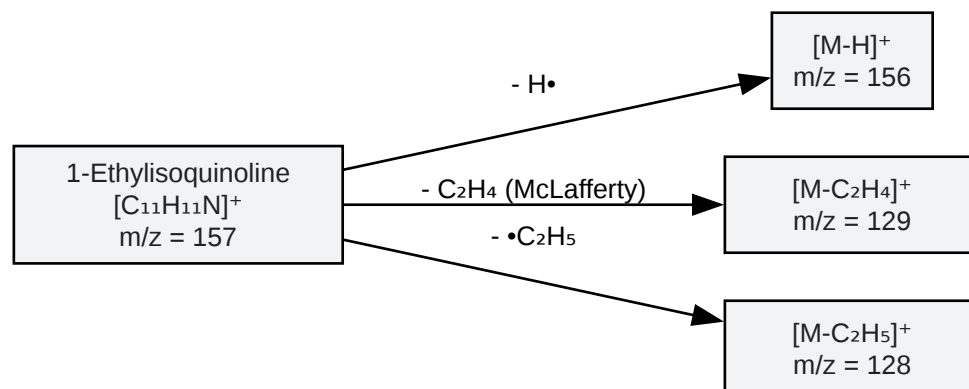 [M-H]⁺
m/z = 156
- H•
1-Ethylisoquinoline
[C₁₁H₁₁N]⁺
m/z = 157
- C₂H₄ (McLafferty)
[M-C₂H₄]⁺
m/z = 129
- •C₂H₅
[M-C₂H₅]⁺
m/z = 128